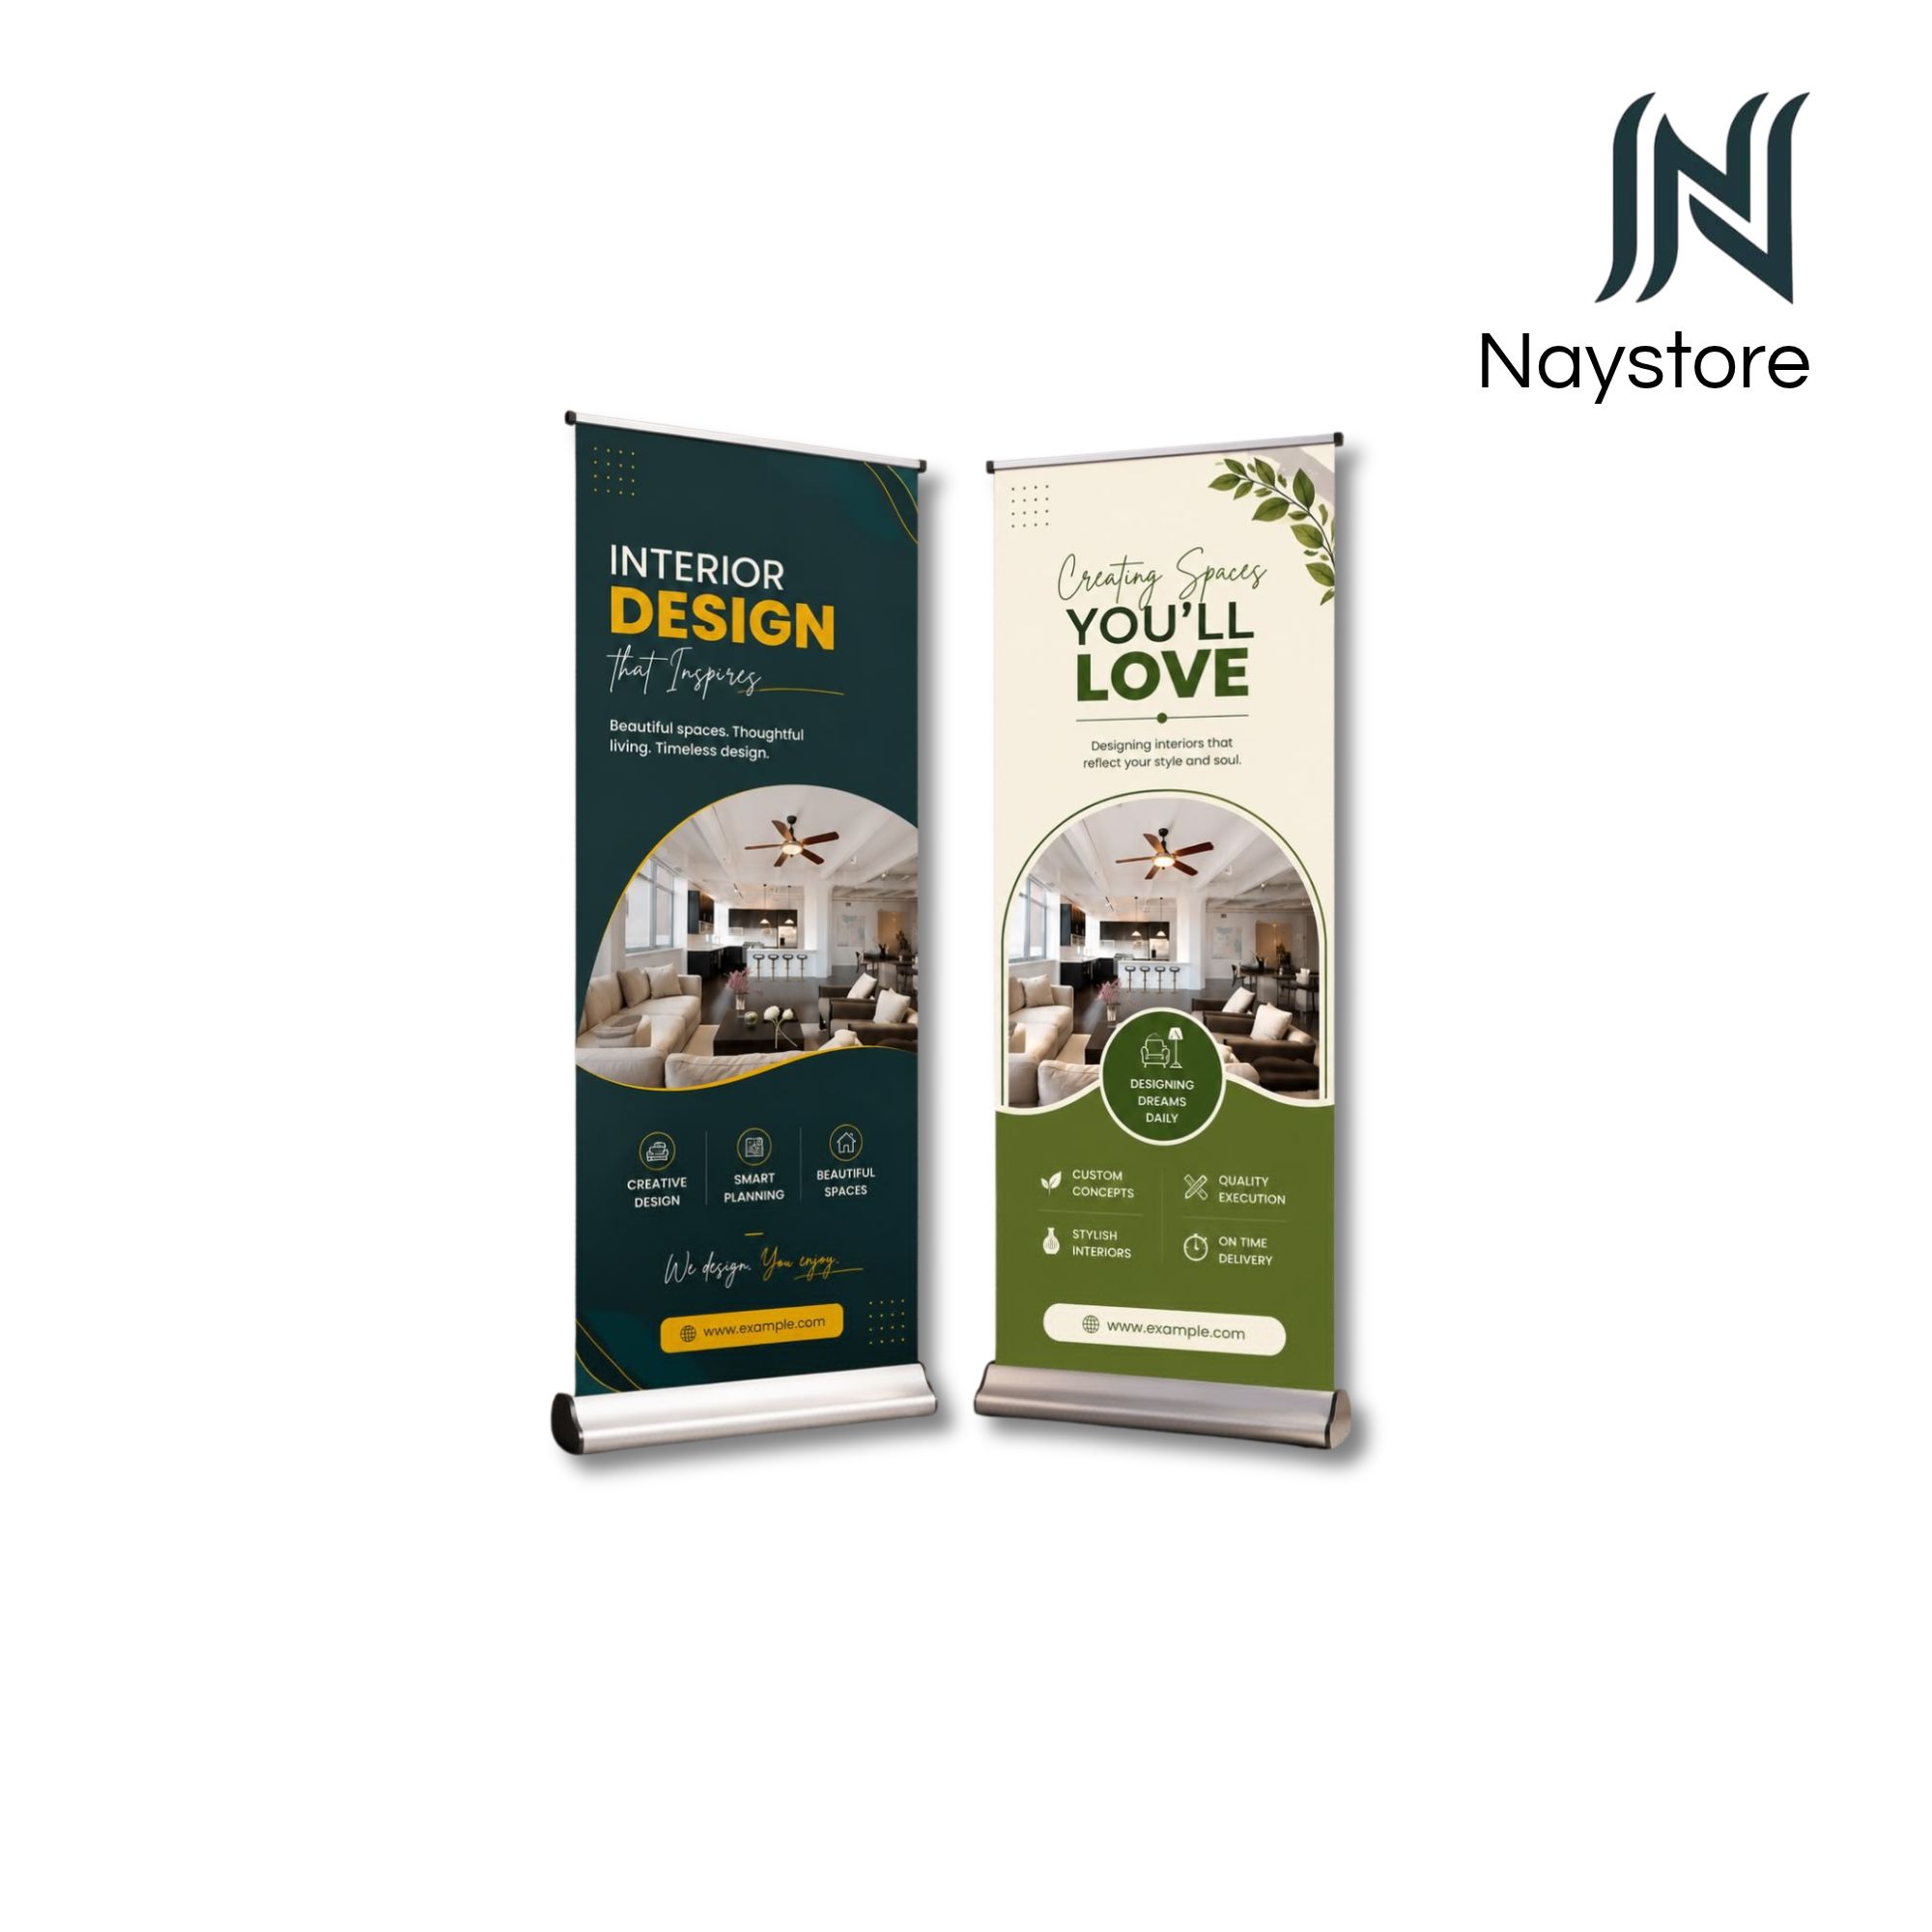 Naystore
INTERIOR
DESIGN
that Inspires
Beautiful spaces. Thoughtful
living. Timeless design.
CREATIVE
DESIGN
SMART
PLANNING
BEAUTIFUL
SPACES
We design. You enjoy.
www.example.com
Creating Spaces
YOU'LL
LOVE
Designing interiors that
reflect your style and soul.
DESIGNING
DREAMS
DAILY
CUSTOM
CONCEPTS
QUALITY
EXECUTION
STYLISH
INTERIORS
ON TIME
DELIVERY
www.example.com